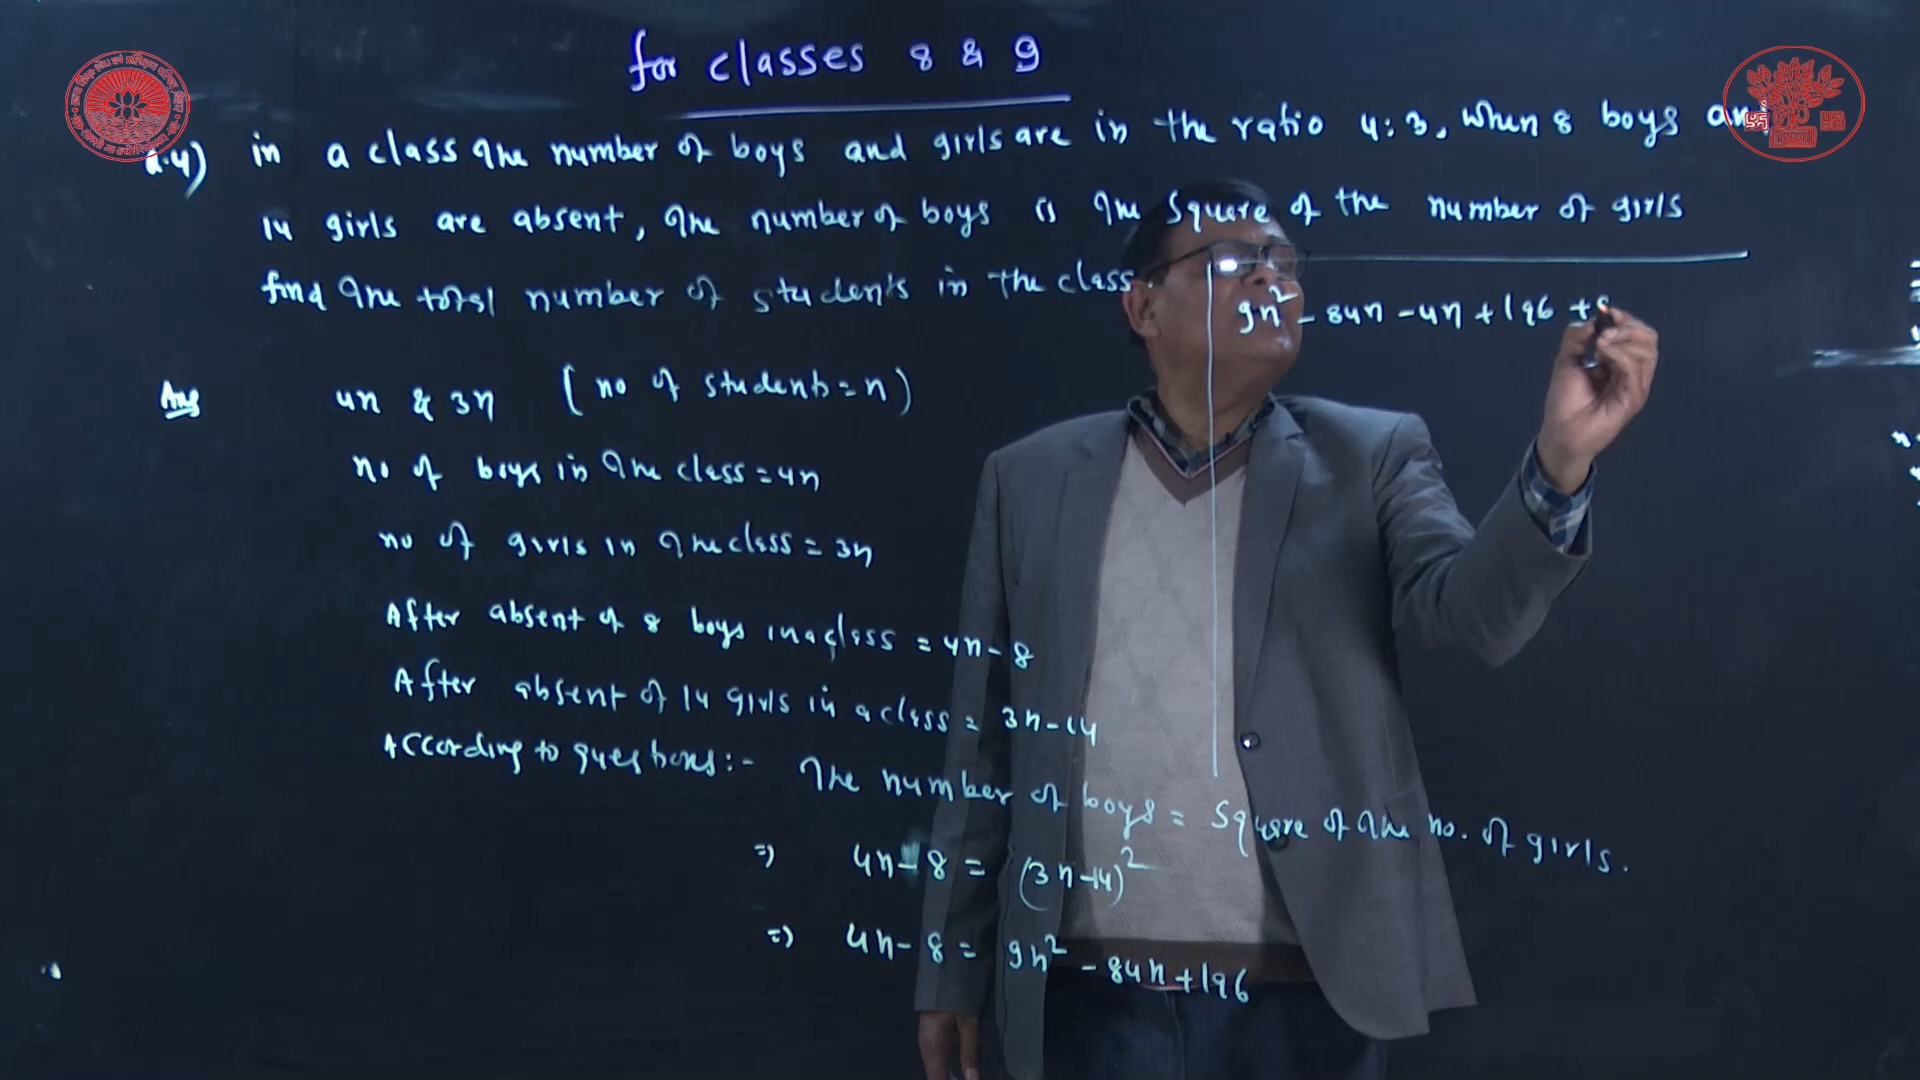 for classes 8 & 9
in a class the number of boys and girls are in the ratio 4:3, when 8 boys and
14 girls are absent, the number of boys is the square of the number of girls
find the total number of students in the class.
9n² - 84n - 4n + 196 +
Ans 4n & 3n (no of students = n)
no of boys in the class = 4n
no of girls in the class = 3n
After absent of 8 boys in a class = 4n - 8
After absent of 14 girls in a class = 3n - 14
According to questions:- The number of boys = square of the no. of girls.
=) 4n - 8 = (3n - 14)²
=) 4n - 8 = 9n² - 84n + 196